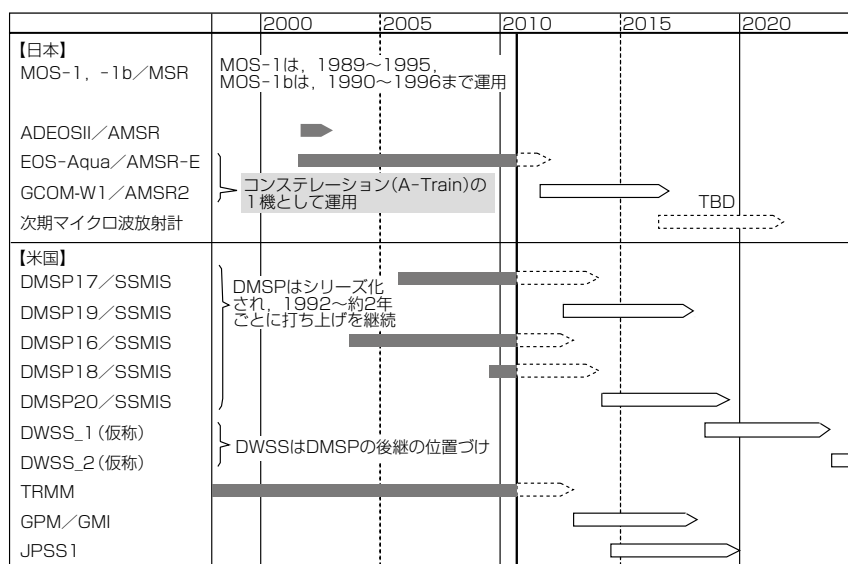 2000 2005 2010 2015 2020
【日本】
MOS-1，-1b／MSR
MOS-1は，1989～1995，
MOS-1bは，1990～1996まで運用
ADEOSII／AMSR
EOS-Aqua／AMSR-E
GCOM-W1／AMSR2
コンステレーション（A-Train）の
1機として運用
次期マイクロ波放射計
TBD
【米国】
DMSP17／SSMIS
DMSPはシリーズ化
され，1992～約2年
ごとに打ち上げを継続
DMSP19／SSMIS
DMSP16／SSMIS
DMSP18／SSMIS
DMSP20／SSMIS
DWSS_1（仮称）
DWSSはDMSPの後継の位置づけ
DWSS_2（仮称）
TRMM
GPM／GMI
JPSS1